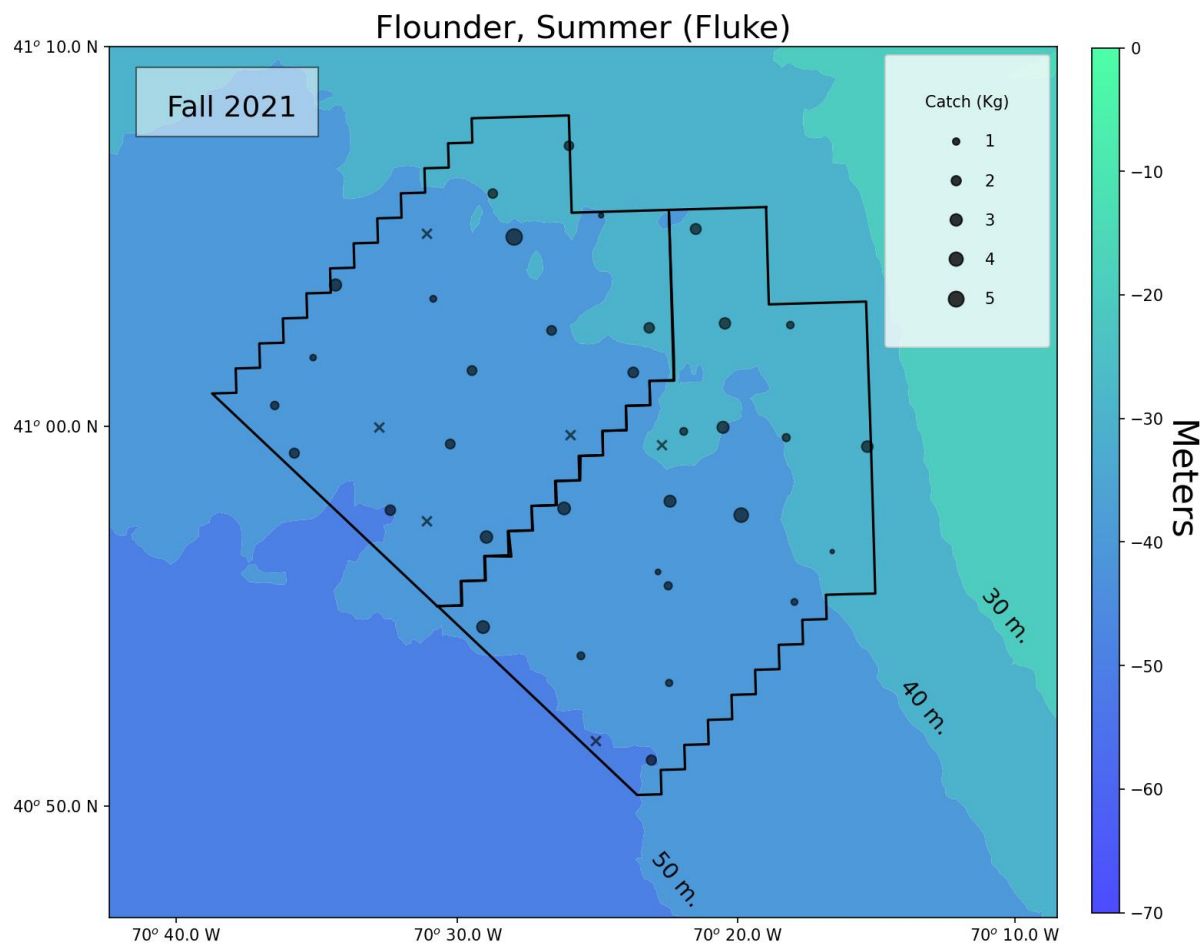 Flounder, Summer (Fluke)
41° 10.0 N
Fall 2021
Catch (Kg)
1
2
3
4
5
41° 00.0 N
40° 50.0 N
30 m.
40 m.
50 m.
70° 40.0 W
70° 30.0 W
70° 20.0 W
70° 10.0 W
0
−10
−20
−30
−40
−50
−60
−70
Meters